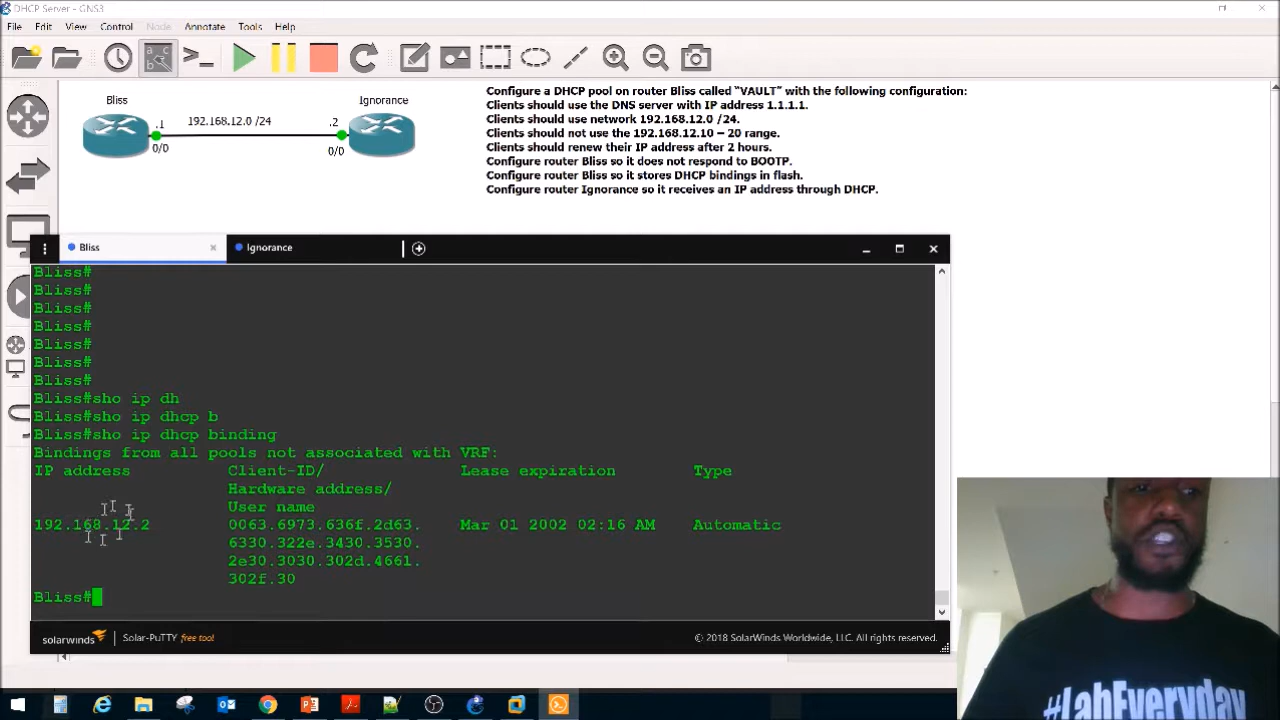 DHCP Server - GNS3
File Edit View Control Node Annotate Tools Help
Bliss
Ignorance
.1
192.168.12.0 /24
.2
0/0
0/0
Configure a DHCP pool on router Bliss called “VAULT” with the following configuration:
Clients should use the DNS server with IP address 1.1.1.1.
Clients should use network 192.168.12.0 /24.
Clients should not use the 192.168.12.10 – 20 range.
Clients should renew their IP address after 2 hours.
Configure router Bliss so it does not respond to BOOTP.
Configure router Bliss so it stores DHCP bindings in flash.
Configure router Ignorance so it receives an IP address through DHCP.
Bliss
Ignorance
Bliss#
Bliss#
Bliss#
Bliss#
Bliss#
Bliss#
Bliss#
Bliss#sho ip dh
Bliss#sho ip dhcp b
Bliss#sho ip dhcp binding
Bindings from all pools not associated with VRF:
IP address Client-ID/ Lease expiration Type
Hardware address/
User name
192.168.12.2 0063.6973.636f.2d63. Mar 01 2002 02:16 AM Automatic
6330.322e.3430.3530.
2e30.3030.302d.4661.
302f.30
Bliss#
solarwinds Solar-PuTTY free tool © 2018 SolarWinds Worldwide, LLC. All rights reserved.
#LabEveryday